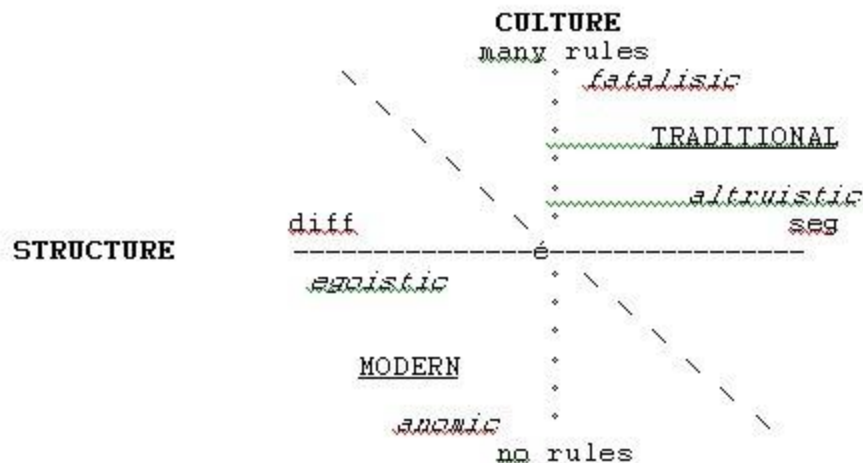 CULTURE
many rules
fatalisic
TRADITIONAL
altruistic
diff seg
STRUCTURE
é
egoistic
MODERN
anomic
no rules